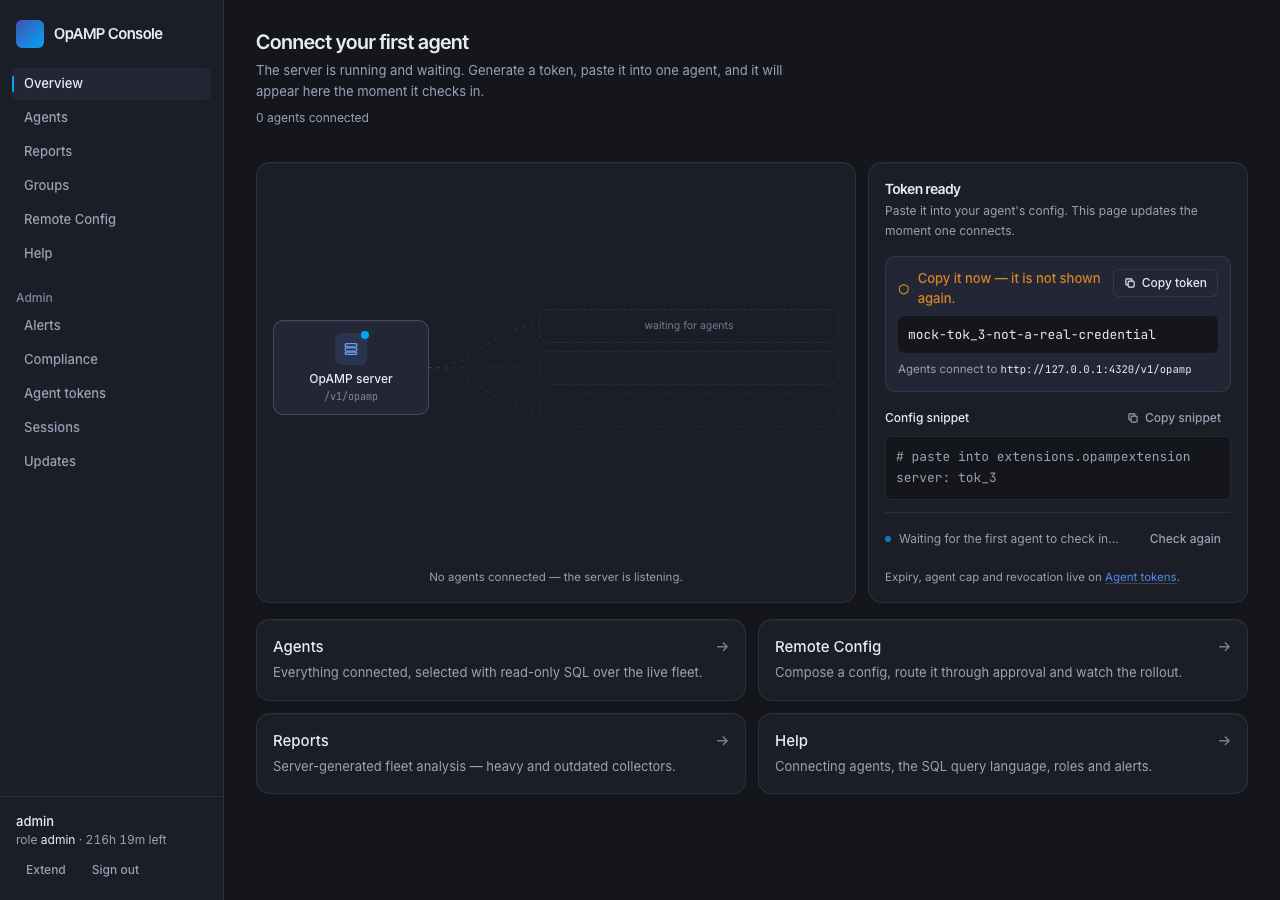 OpAMP Console
Overview
Agents
Reports
Groups
Remote Config
Help
Admin
Alerts
Compliance
Agent tokens
Sessions
Updates
admin
role admin · 216h 19m left
Extend
Sign out
Connect your first agent
The server is running and waiting. Generate a token, paste it into one agent, and it will
appear here the moment it checks in.
0 agents connected
OpAMP server
/v1/opamp
waiting for agents
No agents connected — the server is listening.
Token ready
Paste it into your agent's config. This page updates the
moment one connects.
Copy it now — it is not shown
again.
Copy token
mock-tok_3-not-a-real-credential
Agents connect to http://127.0.0.1:4320/v1/opamp
Config snippet
Copy snippet
# paste into extensions.opampextension
server: tok_3
Waiting for the first agent to check in…
Check again
Expiry, agent cap and revocation live on Agent tokens.
Agents
Everything connected, selected with read-only SQL over the live fleet.
Remote Config
Compose a config, route it through approval and watch the rollout.
Reports
Server-generated fleet analysis — heavy and outdated collectors.
Help
Connecting agents, the SQL query language, roles and alerts.